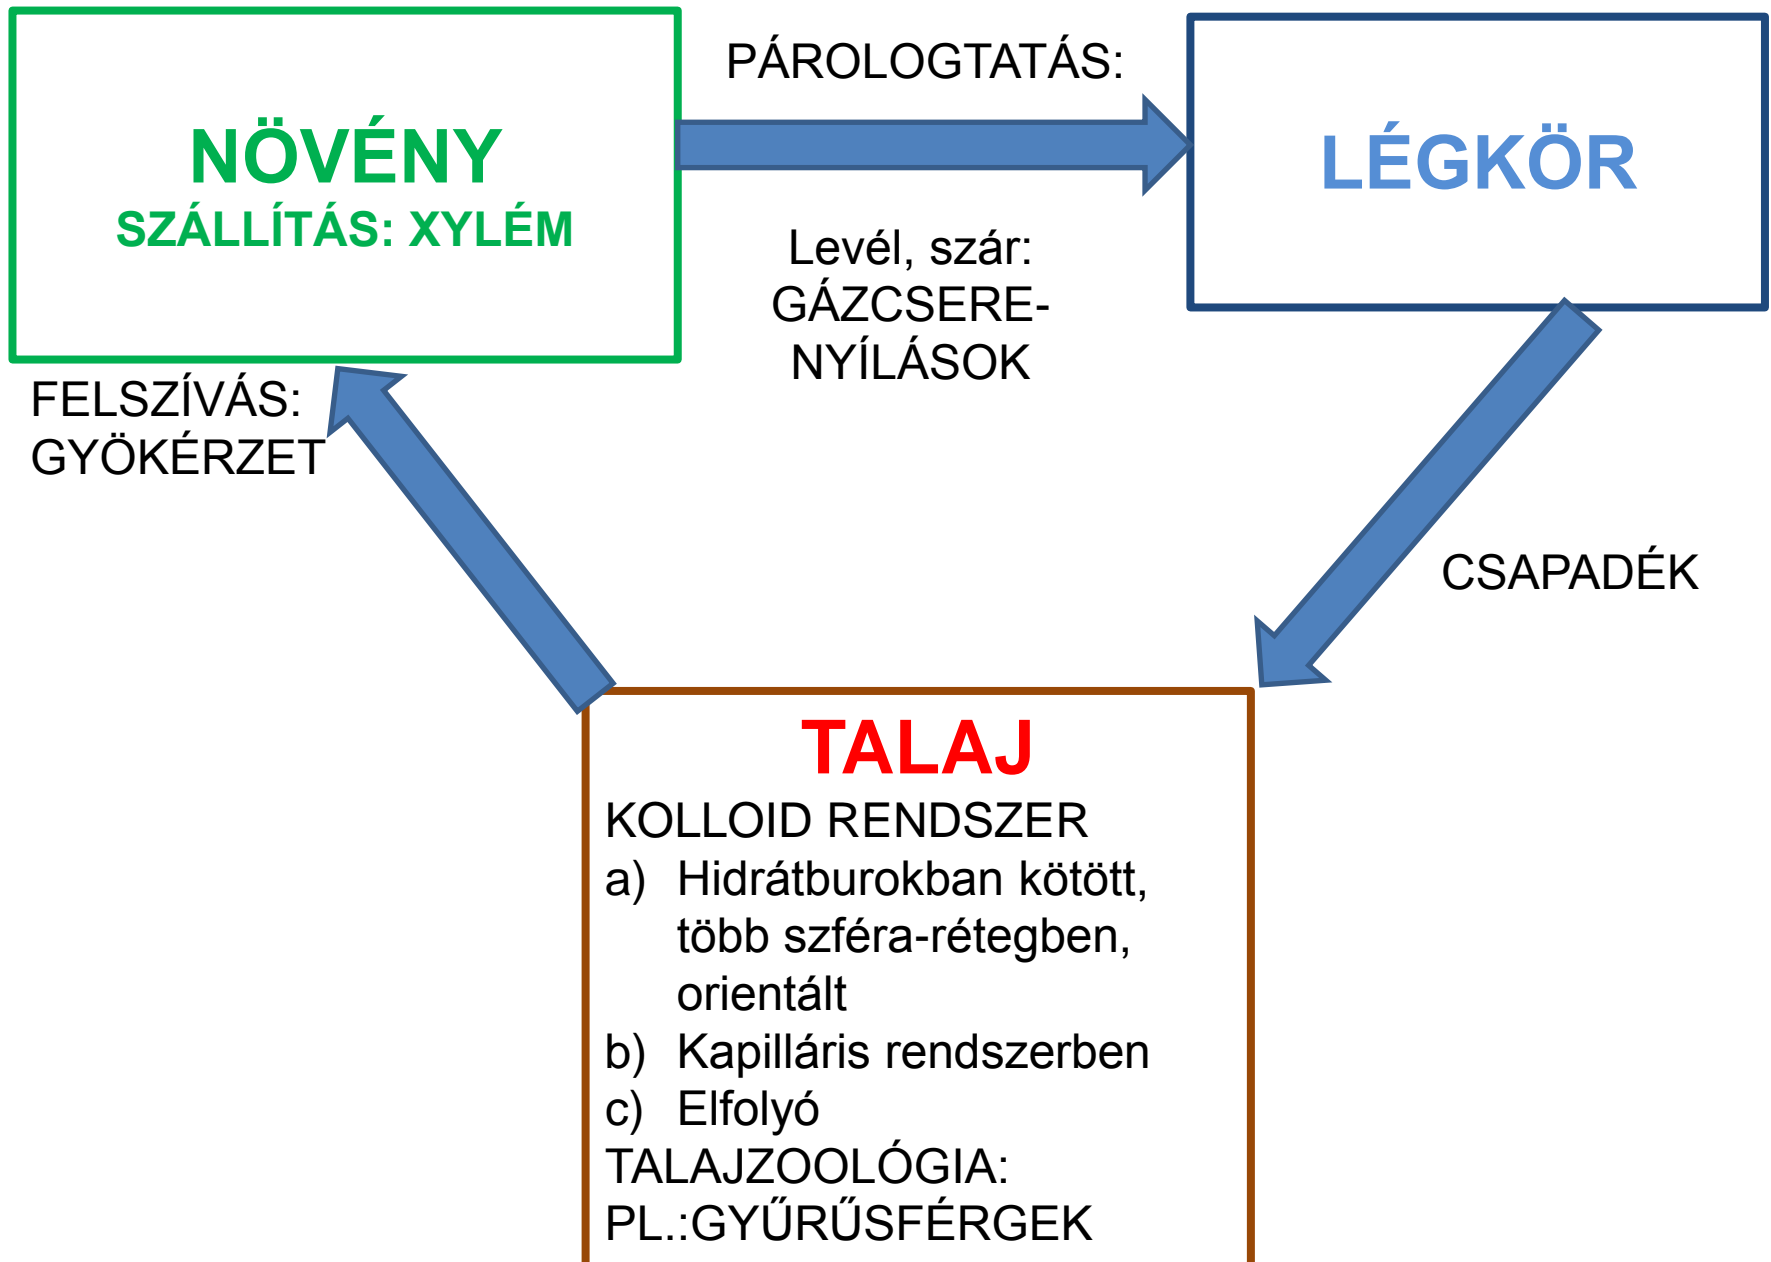 NÖVÉNY
SZÁLLÍTÁS: XYLÉM
PÁROLOGTATÁS:
Levél, szár:
GÁZCSERE-
NYÍLÁSOK
LÉGKÖR
FELSZÍVÁS:
GYÖKÉRZET
CSAPADÉK
TALAJ
KOLLOID RENDSZER
a) Hidrátburokban kötött,
több szféra-rétegben,
orientált
b) Kapilláris rendszerben
c) Elfolyó
TALAJZOOLÓGIA:
PL.:GYŰRŰSFÉRGEK